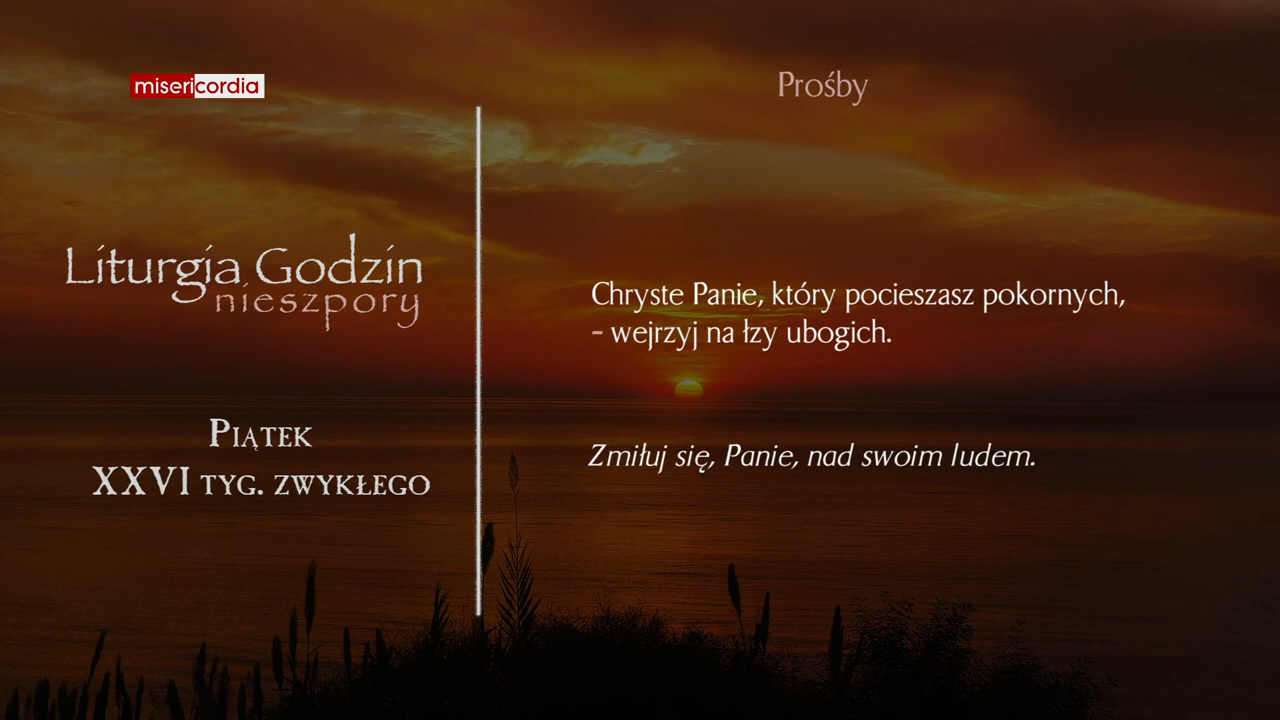 misericordia
Liturgia Godzin
nieszpory
Piątek
XXVI tyg. zwykłego
Prośby
Chryste Panie, który pocieszasz pokornych,
– wejrzyj na łzy ubogich.
Zmiłuj się, Panie, nad swoim ludem.